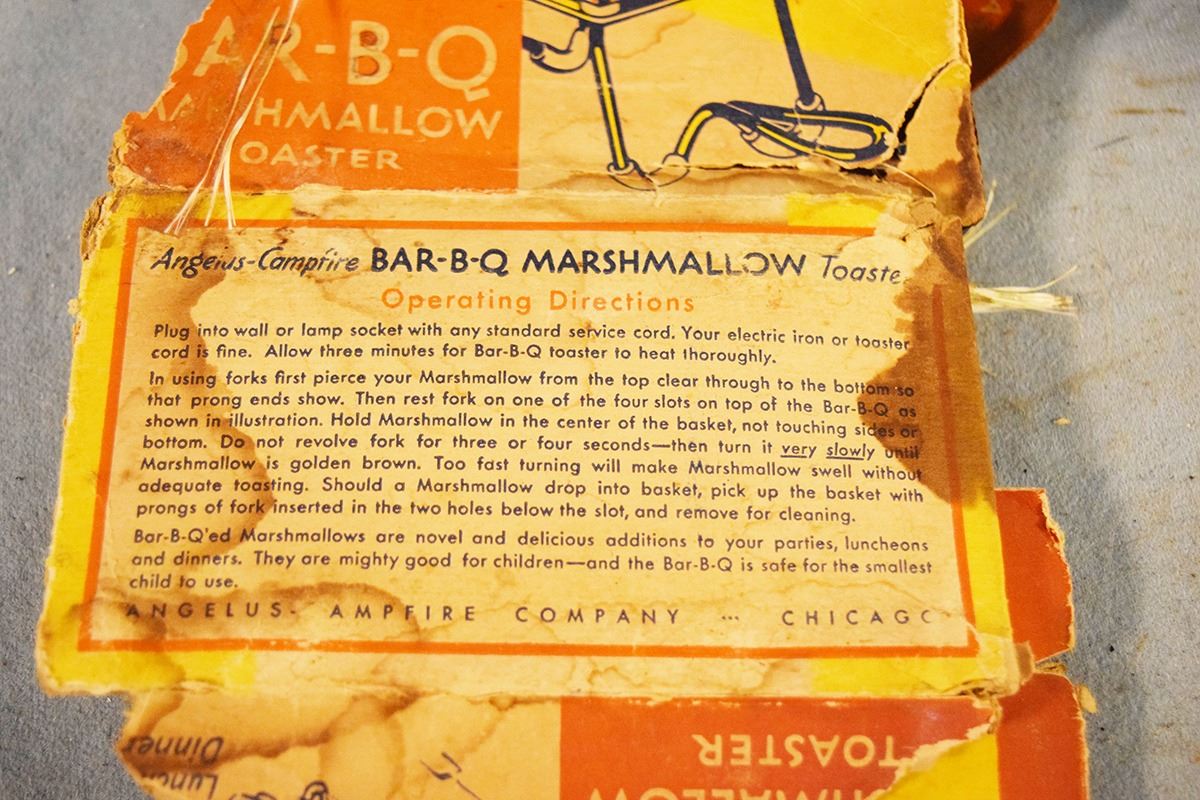 BAR-B-Q
MARSHMALLOW
OASTER
Angelus-Campfire BAR-B-Q MARSHMALLOW Toaste
Operating Directions
Plug into wall or lamp socket with any standard service cord. Your electric iron or toaster
cord is fine. Allow three minutes for Bar-B-Q toaster to heat thoroughly.
In using forks first pierce your Marshmallow from the top clear through to the bottom so
that prong ends show. Then rest fork on one of the four slots on top of the Bar-B-Q as
shown in illustration. Hold Marshmallow in the center of the basket, not touching sides or
bottom. Do not revolve fork for three or four seconds—then turn it very slowly until
Marshmallow is golden brown. Too fast turning will make Marshmallow swell without
adequate toasting. Should a Marshmallow drop into basket, pick up the basket with
prongs of fork inserted in the two holes below the slot, and remove for cleaning.
Bar-B-Q'ed Marshmallows are novel and delicious additions to your parties, luncheons
and dinners. They are mighty good for children—and the Bar-B-Q is safe for the smallest
child to use.
ANGELUS- AMPFIRE COMPANY ... CHICAGO
TOASTER
Dinner
Lunch